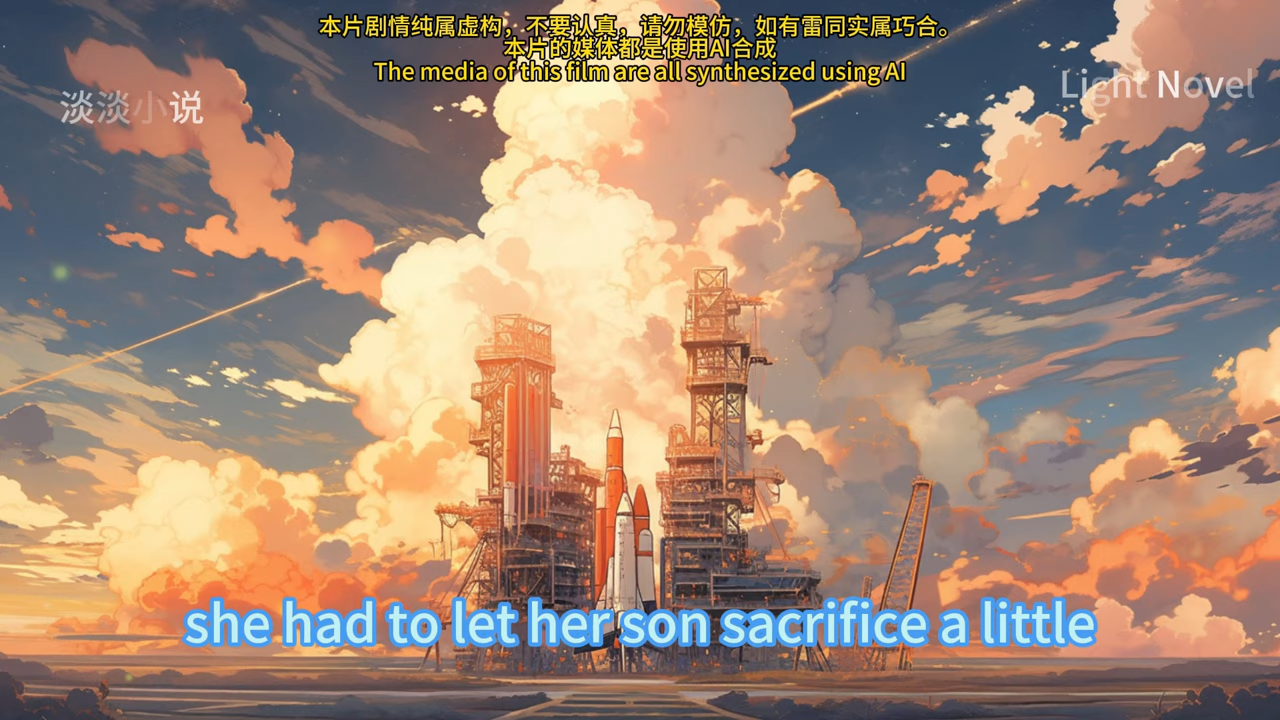 本片剧情纯属虚构，不要认真，请勿模仿，如有雷同实属巧合。
本片的媒体都是使用AI合成
The media of this film are all synthesized using AI
淡淡小说
Light Novel
she had to let her son sacrifice a little